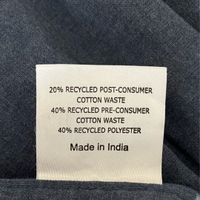 20% RECYCLED POST-CONSUMER
COTTON WASTE
40% RECYCLED PRE-CONSUMER
COTTON WASTE
40% RECYCLED POLYESTER
Made in India